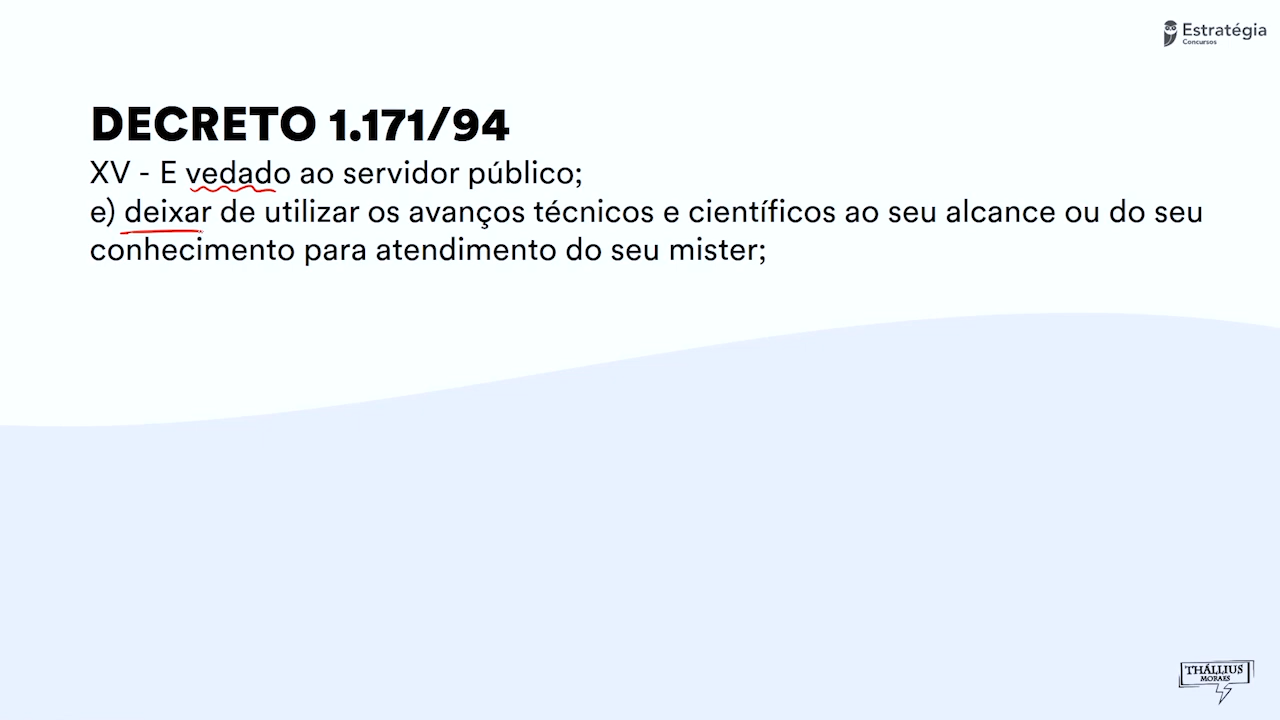 Estratégia
Concursos
DECRETO 1.171/94
XV - E vedado ao servidor público;
e) deixar de utilizar os avanços técnicos e científicos ao seu alcance ou do seu
conhecimento para atendimento do seu mister;
THÁLLIUS
MORAES